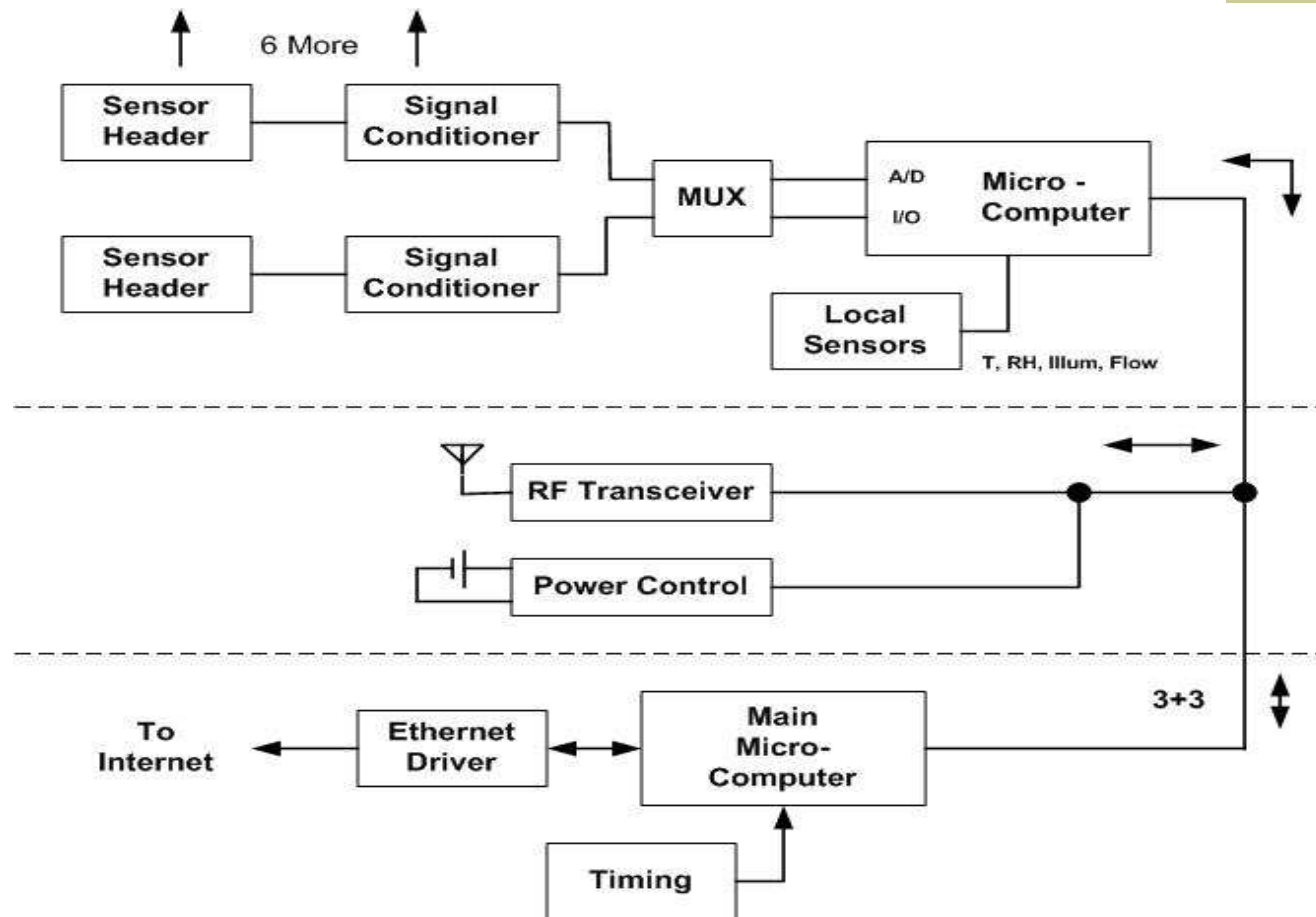 6 More
Sensor
Header
Signal
Conditioner
MUX
A/D
I/O
Micro -
Computer
Sensor
Header
Signal
Conditioner
Local
Sensors
T, RH, Illum, Flow
RF Transceiver
Power Control
3+3
To
Internet
Ethernet
Driver
Main
Micro-
Computer
Timing